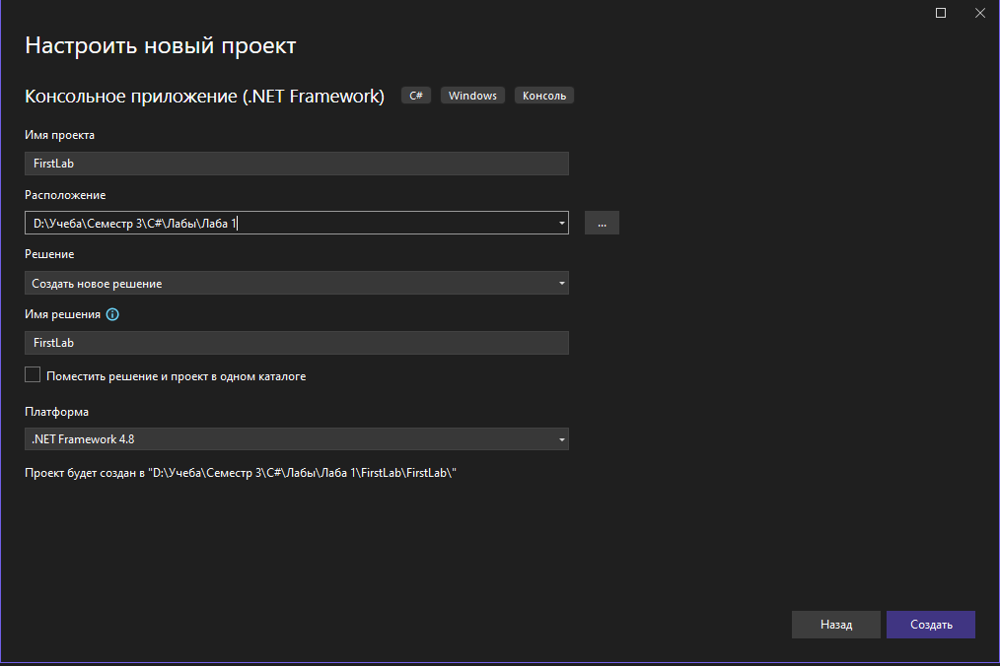 Настроить новый проект
Консольное приложение (.NET Framework) C# Windows Консоль
Имя проекта
FirstLab
Расположение
D:\Учеба\Семестр 3\C#\Лабы\Лаба 1
...
Решение
Создать новое решение
Имя решения
FirstLab
Поместить решение и проект в одном каталоге
Платформа
.NET Framework 4.8
Проект будет создан в "D:\Учеба\Семестр 3\C#\Лабы\Лаба 1\FirstLab\FirstLab\"
Назад Создать